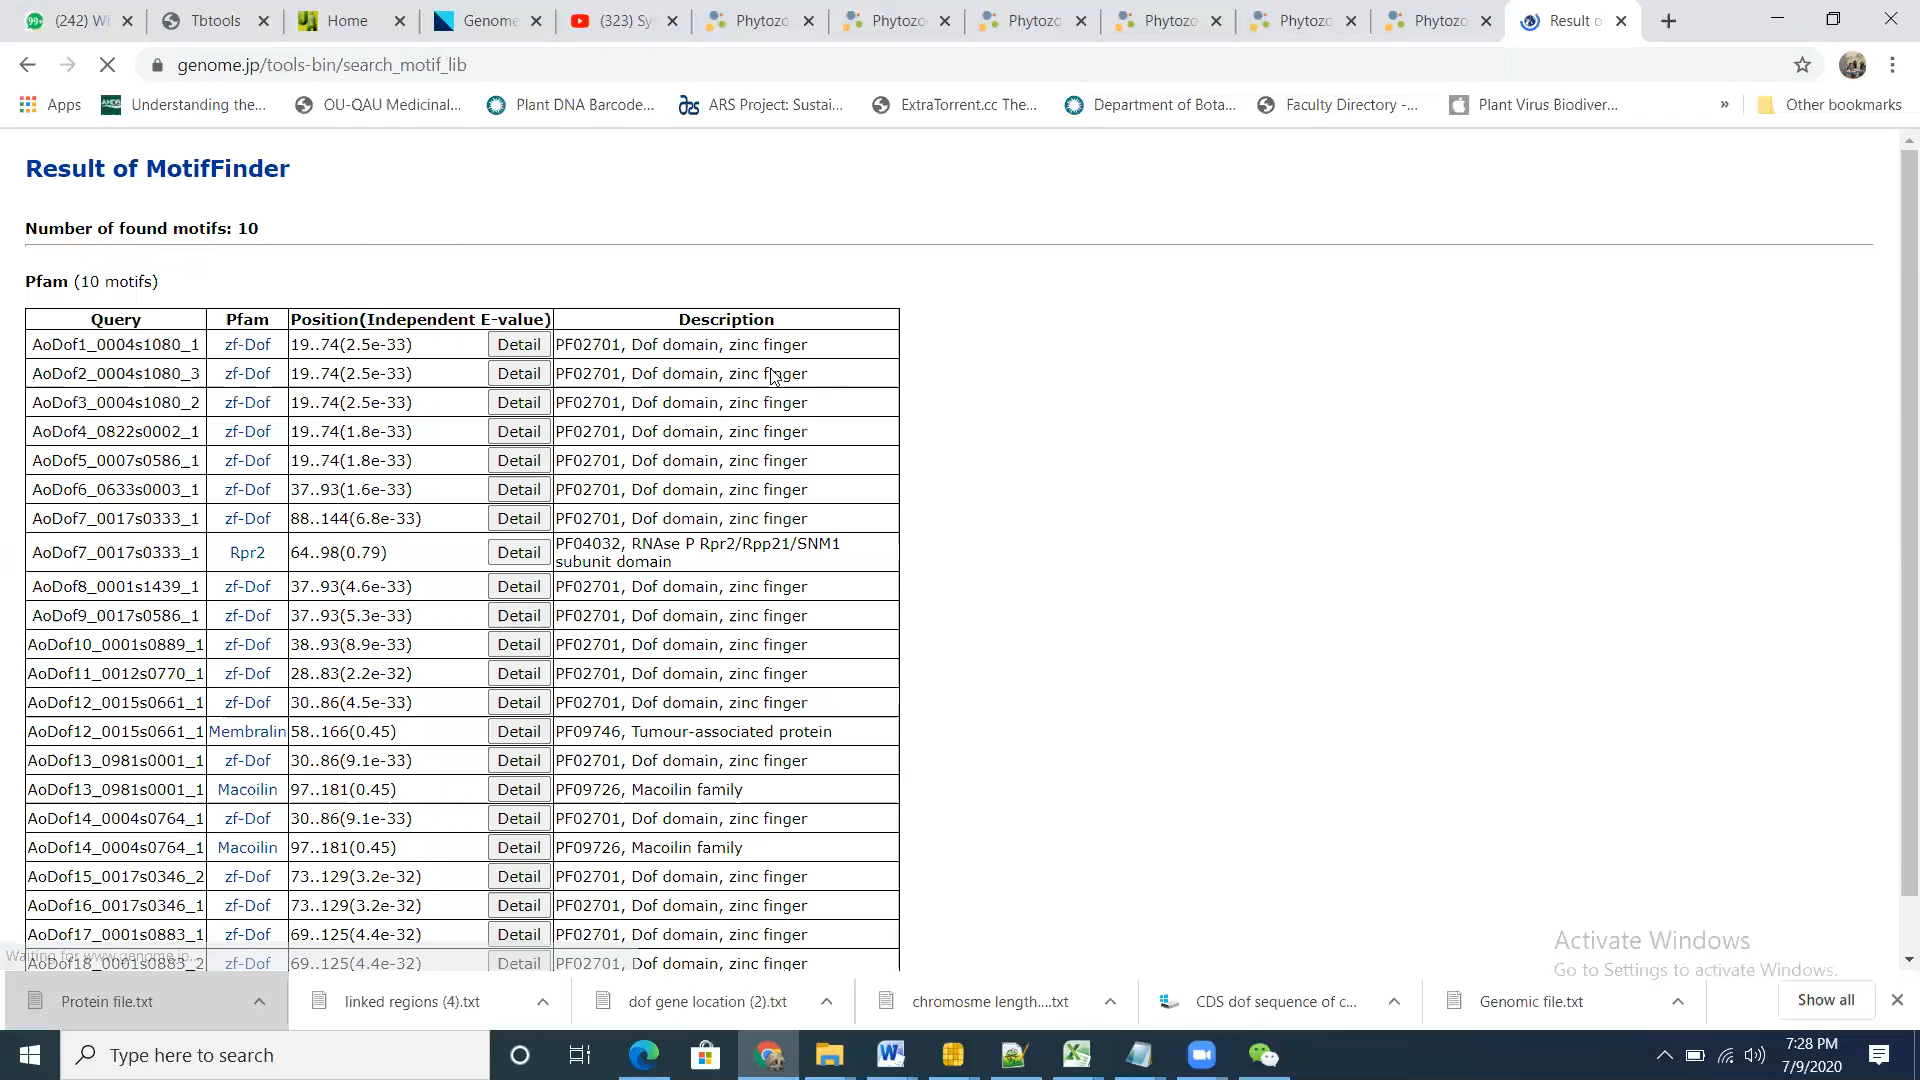 (242) Wi
Tbtools
Home
Genome
(323) Sy
Phytozo
Phytozo
Phytozo
Phytozo
Phytozo
Phytozo
Result o
genome.jp/tools-bin/search_motif_lib
Apps
Understanding the...
OU-QAU Medicinal...
Plant DNA Barcode...
ARS Project: Sustai...
ExtraTorrent.cc The...
Department of Bota...
Faculty Directory -...
Plant Virus Biodiver...
»
Other bookmarks
Result of MotifFinder
Number of found motifs: 10
Pfam (10 motifs)
Query Pfam Position(Independent E-value) Description
AoDof1_0004s1080_1 zf-Dof 19..74(2.5e-33) Detail PF02701, Dof domain, zinc finger
AoDof2_0004s1080_3 zf-Dof 19..74(2.5e-33) Detail PF02701, Dof domain, zinc finger
AoDof3_0004s1080_2 zf-Dof 19..74(2.5e-33) Detail PF02701, Dof domain, zinc finger
AoDof4_0822s0002_1 zf-Dof 19..74(1.8e-33) Detail PF02701, Dof domain, zinc finger
AoDof5_0007s0586_1 zf-Dof 19..74(1.8e-33) Detail PF02701, Dof domain, zinc finger
AoDof6_0633s0003_1 zf-Dof 37..93(1.6e-33) Detail PF02701, Dof domain, zinc finger
AoDof7_0017s0333_1 zf-Dof 88..144(6.8e-33) Detail PF02701, Dof domain, zinc finger
AoDof7_0017s0333_1 Rpr2 64..98(0.79) Detail PF04032, RNAse P Rpr2/Rpp21/SNM1
subunit domain
AoDof8_0001s1439_1 zf-Dof 37..93(4.6e-33) Detail PF02701, Dof domain, zinc finger
AoDof9_0017s0586_1 zf-Dof 37..93(5.3e-33) Detail PF02701, Dof domain, zinc finger
AoDof10_0001s0889_1 zf-Dof 38..93(8.9e-33) Detail PF02701, Dof domain, zinc finger
AoDof11_0012s0770_1 zf-Dof 28..83(2.2e-32) Detail PF02701, Dof domain, zinc finger
AoDof12_0015s0661_1 zf-Dof 30..86(4.5e-33) Detail PF02701, Dof domain, zinc finger
AoDof12_0015s0661_1 Membralin 58..166(0.45) Detail PF09746, Tumour-associated protein
AoDof13_0981s0001_1 zf-Dof 30..86(9.1e-33) Detail PF02701, Dof domain, zinc finger
AoDof13_0981s0001_1 Macoilin 97..181(0.45) Detail PF09726, Macoilin family
AoDof14_0004s0764_1 zf-Dof 30..86(9.1e-33) Detail PF02701, Dof domain, zinc finger
AoDof14_0004s0764_1 Macoilin 97..181(0.45) Detail PF09726, Macoilin family
AoDof15_0017s0346_2 zf-Dof 73..129(3.2e-32) Detail PF02701, Dof domain, zinc finger
AoDof16_0017s0346_1 zf-Dof 73..129(3.2e-32) Detail PF02701, Dof domain, zinc finger
AoDof17_0001s0883_1 zf-Dof 69..125(4.4e-32) Detail PF02701, Dof domain, zinc finger
Waiting for www.genome.jp...
AoDof18_0001s0883_2 zf-Dof 69..125(4.4e-32) Detail PF02701, Dof domain, zinc finger
Activate Windows
Go to Settings to activate Windows.
Protein file.txt
linked regions (4).txt
dof gene location (2).txt
chromosme length....txt
CDS dof sequence of c...
Genomic file.txt
Show all
Type here to search
7:28 PM
7/9/2020